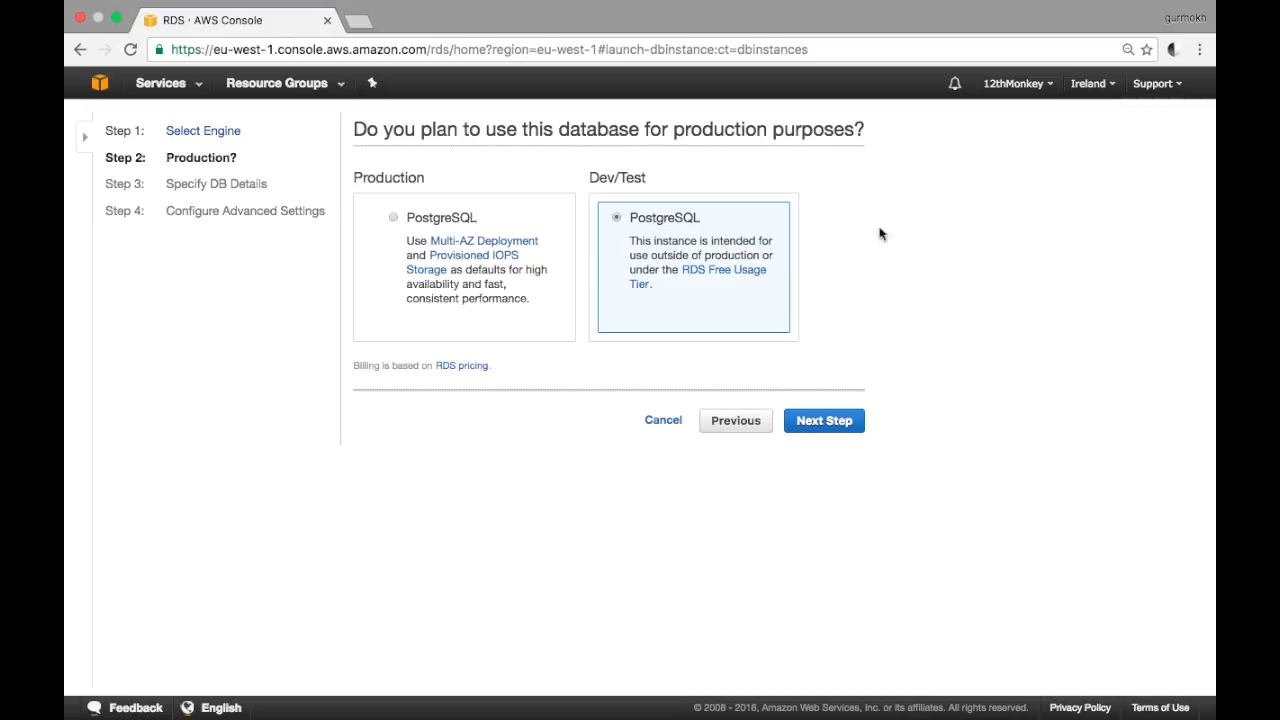 RDS · AWS Console
gurmokh
https://eu-west-1.console.aws.amazon.com/rds/home?region=eu-west-1#launch-dbinstance:ct=dbinstances
Services
Resource Groups
12thMonkey
Ireland
Support
Step 1: Select Engine
Step 2: Production?
Step 3: Specify DB Details
Step 4: Configure Advanced Settings
Do you plan to use this database for production purposes?
Production
PostgreSQL
Use Multi-AZ Deployment
and Provisioned IOPS
Storage as defaults for high
availability and fast,
consistent performance.
Dev/Test
PostgreSQL
This instance is intended for
use outside of production or
under the RDS Free Usage
Tier.
Billing is based on RDS pricing.
Cancel
Previous
Next Step
Feedback
English
© 2008 - 2016, Amazon Web Services, Inc. or its affiliates. All rights reserved.
Privacy Policy
Terms of Use